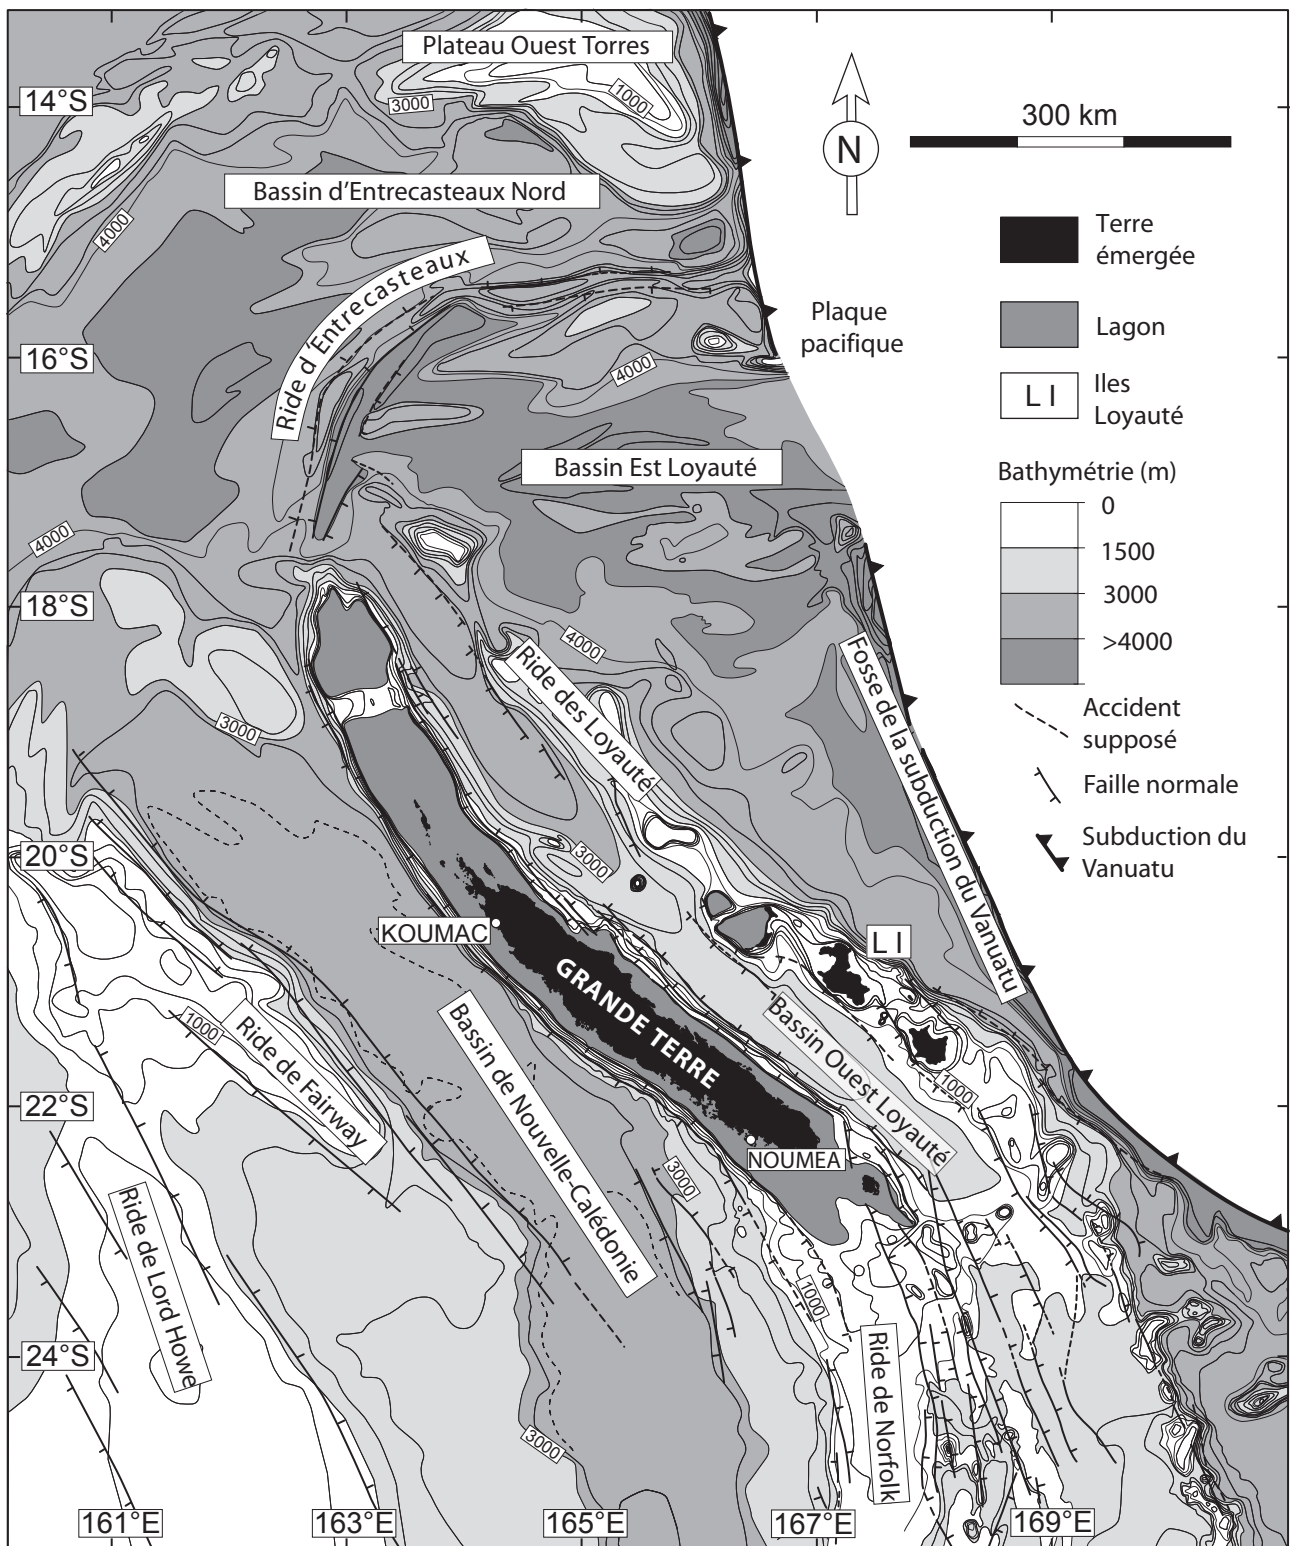 Plateau Ouest Torres
1000
3000
14°S
300 km
N
Terre
émergée
Bassin d'Entrecasteaux Nord
4000
Ride d'Entrecasteaux
Plaque
pacifique
Lagon
16°S
4000
L I
Iles
Loyauté
Bassin Est Loyauté
Bathymétrie (m)
0
1500
3000
>4000
4000
18°S
4000
Ride des Loyauté
Fosse de la subduction du Vanuatu
3000
Accident
supposé
Faille normale
Subduction du
Vanuatu
20°S
3000
KOUMAC
L I
GRANDE TERRE
1000
Ride de Fairway
Bassin de Nouvelle-Calédonie
Bassin Ouest Loyauté
1000
22°S
NOUMEA
3000
Ride de Lord Howe
1000
24°S
Ride de Norfolk
3000
161°E
163°E
165°E
167°E
169°E